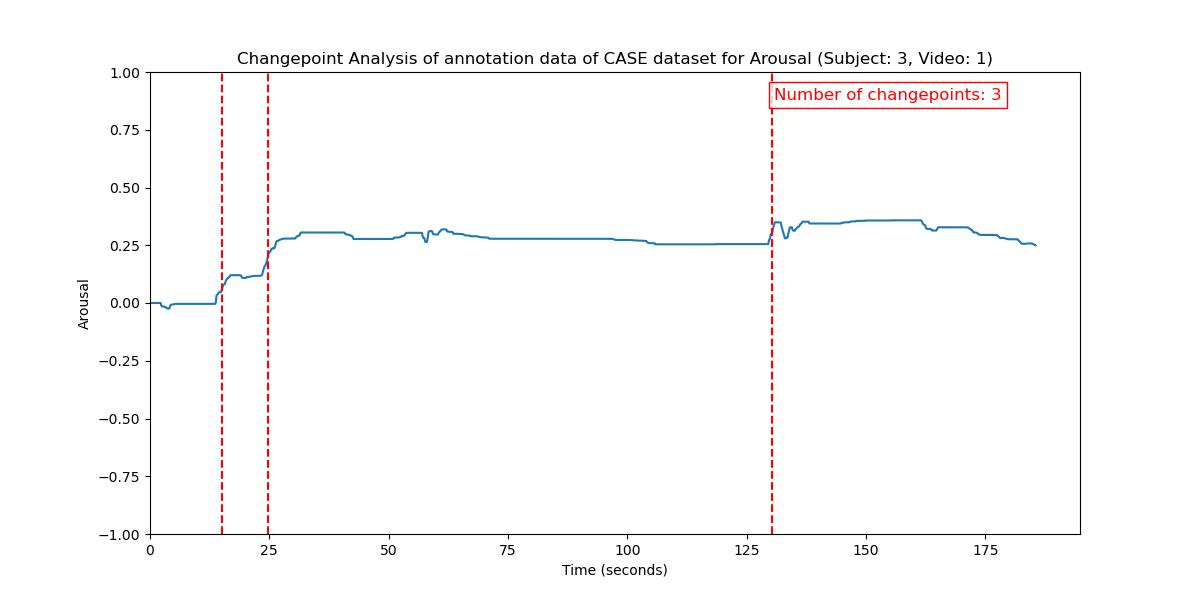 Changepoint Analysis of annotation data of CASE dataset for Arousal (Subject: 3, Video: 1)
Number of changepoints: 3
1.00
0.75
0.50
0.25
0.00
−0.25
−0.50
−0.75
−1.00
Arousal
0 25 50 75 100 125 150 175
Time (seconds)